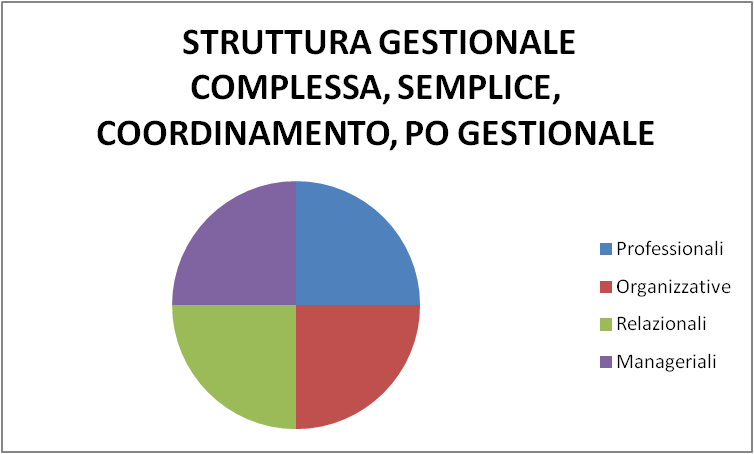 STRUTTURA GESTIONALE
COMPLESSA, SEMPLICE,
COORDINAMENTO, PO GESTIONALE
Professionali
Organizzative
Relazionali
Manageriali